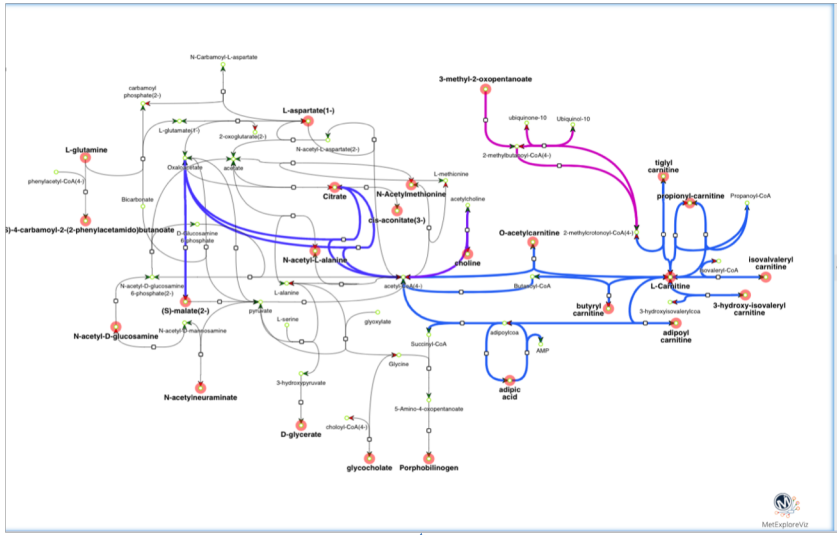 N-Carbamoyl-L-aspartate
3-methyl-2-oxopentanoate
carbamoyl
phosphate(2-)
L-aspartate(1-)
ubiquinone-10
Ubiquinol-10
L-glutamate(1-)
2-oxoglutarate(2-)
L-glutamine
N-acetyl-L-aspartate(2-)
2-methylbutanoyl-CoA(4-)
Oxaloacetate
acetate
tiglyl
carnitine
phenylacetyl-CoA(4-)
L-methionine
Bicarbonate
Citrate
N-Acetylmethionine
acetylcholine
propionyl-carnitine
Propanoyl-CoA
cis-aconitate(3-)
-4-carbamoyl-2-(2-phenylacetamido)butanoate
D-Glucosamine
6-phosphate
O-acetylcarnitine
2-methylcrotonoyl-CoA(4-)
N-acetyl-L-alanine
choline
isovalaveryl
carnitine
isovaleryl-CoA
N-acetyl-D-glucosamine
6-phosphate(2-)
L-alanine
acetyl-CoA(4-)
Butanoyl-CoA
L-Carnitine
(S)-malate(2-)
pyruvate
butyryl
carnitine
3-hydroxyisovalerylcoa
3-hydroxy-isovaleryl
carnitine
N-acetyl-D-glucosamine
N-acetyl-D-mannosamine
L-serine
glyoxylate
Succinyl-CoA
adipoylcoa
adipoyl
carnitine
AMP
Glycine
3-hydroxypyruvate
N-acetylneuraminate
adipic
acid
5-Amino-4-oxopentanoate
D-glycerate
choloyl-CoA(4-)
glycocholate
Porphobilinogen
M
MetExploreViz